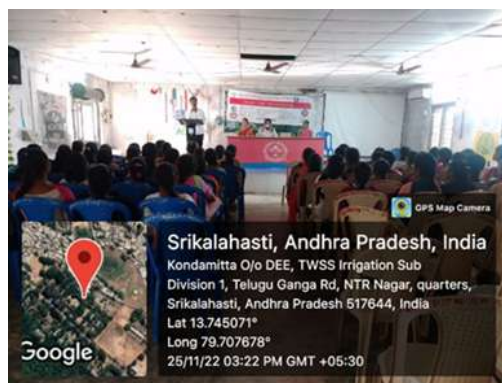 GPS Map Camera
Srikalahasti, Andhra Pradesh, India
Kondamitta O/o DEE, TWSS Irrigation Sub
Division 1, Telugu Ganga Rd, NTR Nagar, quarters,
Srikalahasti, Andhra Pradesh 517644, India
Lat 13.745071°
Long 79.707678°
25/11/22 03:22 PM GMT +05:30
Google